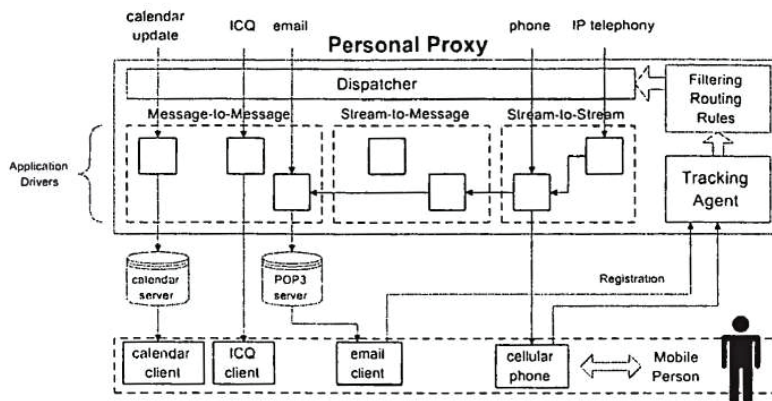 calendar
update
ICQ
email
phone
IP telephony
Personal Proxy
Dispatcher
Filtering
Routing
Rules
Message-to-Message
Stream-to-Message
Stream-to-Stream
Application
Drivers
Tracking
Agent
calendar
server
POP3
server
Registration
calendar
client
ICQ
client
email
client
cellular
phone
Mobile
Person